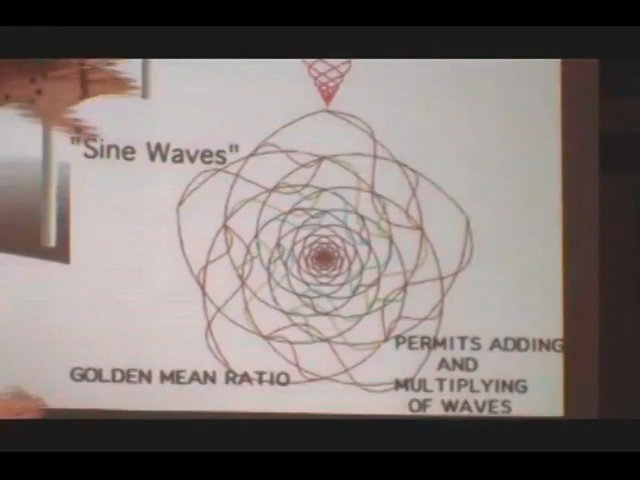 "Sine Waves"
GOLDEN MEAN RATIO
PERMITS ADDING
AND
MULTIPLYING
OF WAVES